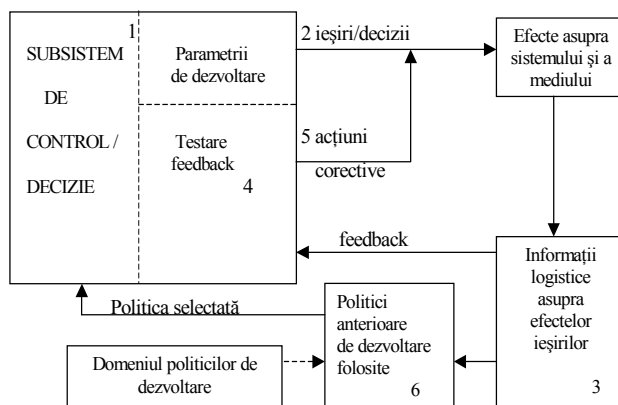 1
SUBSISTEM
DE
CONTROL /
DECIZIE
Parametrii
de dezvoltare
Testare
feedback
4
2 ieşiri/decizii
5 acţiuni
corective
Efecte asupra
sistemului şi a
mediului
feedback
Informaţii
logistice
asupra
efectelor
ieşirilor
3
Politica selectată
Politici
anterioare
de dezvoltare
folosite
6
Domeniul politicilor de
dezvoltare